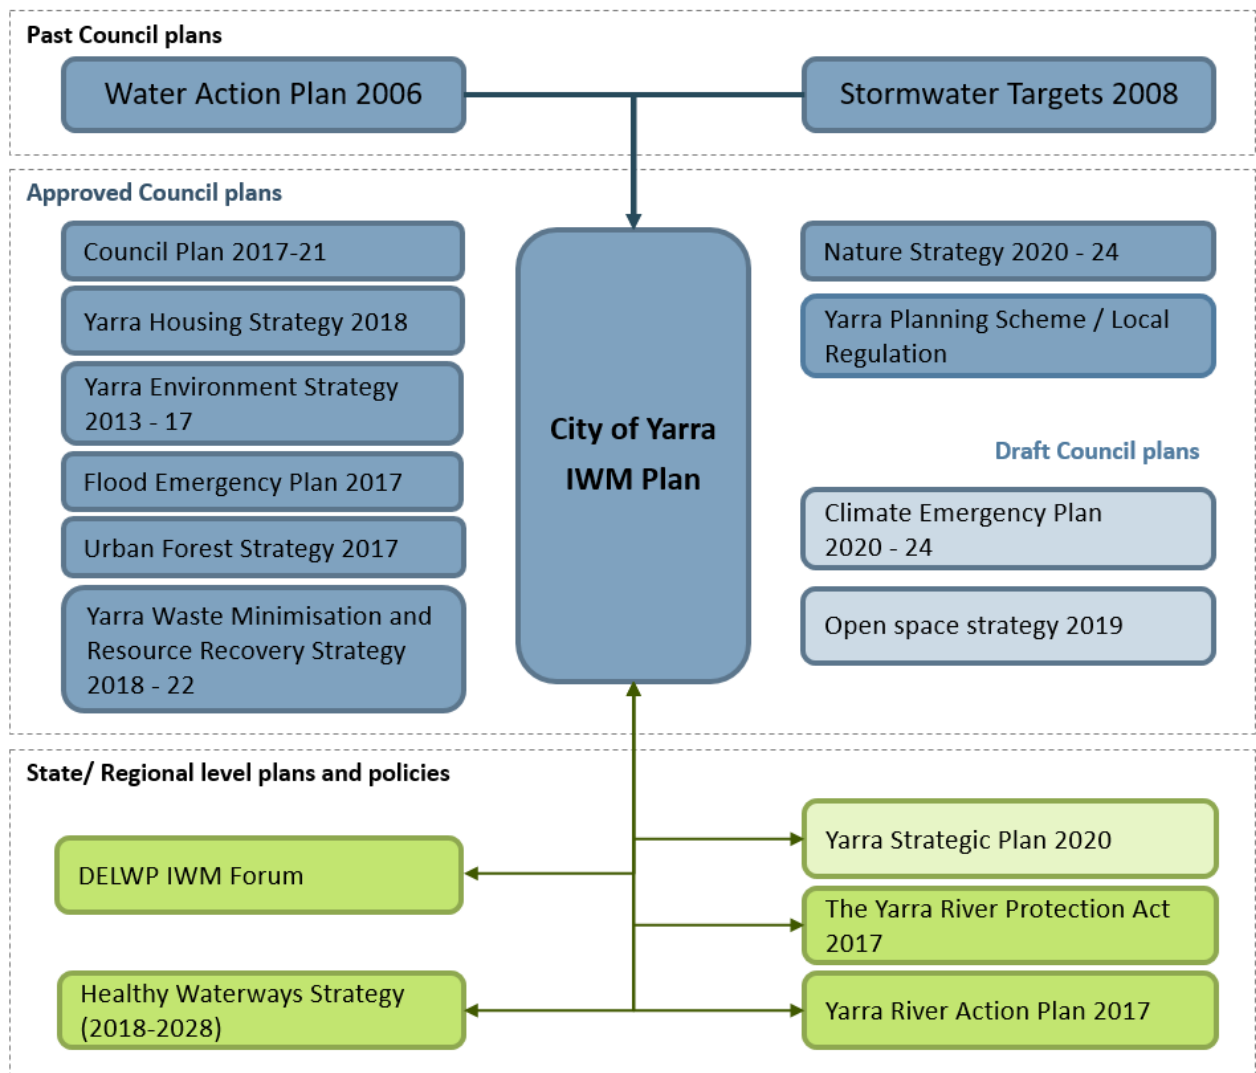 Past Council plans
Water Action Plan 2006
Stormwater Targets 2008
Approved Council plans
Council Plan 2017-21
Yarra Housing Strategy 2018
Yarra Environment Strategy
2013 - 17
Flood Emergency Plan 2017
Urban Forest Strategy 2017
Yarra Waste Minimisation and
Resource Recovery Strategy
2018 - 22
City of Yarra
IWM Plan
Nature Strategy 2020 - 24
Yarra Planning Scheme / Local
Regulation
Draft Council plans
Climate Emergency Plan
2020 - 24
Open space strategy 2019
State/ Regional level plans and policies
DELWP IWM Forum
Healthy Waterways Strategy
(2018-2028)
Yarra Strategic Plan 2020
The Yarra River Protection Act
2017
Yarra River Action Plan 2017